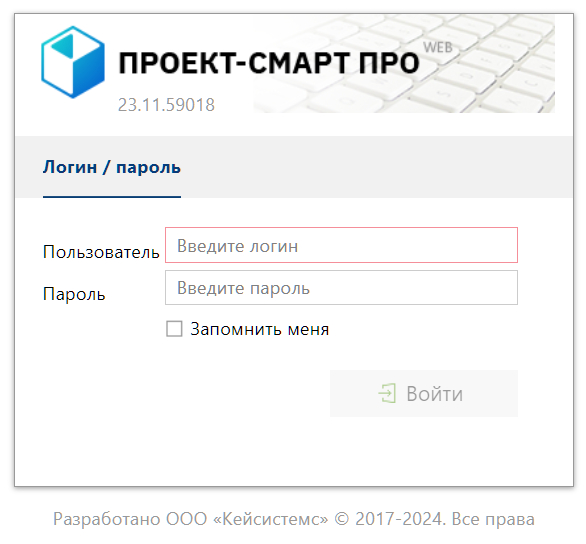 ПРОЕКТ-СМАРТ ПРО WEB
23.11.59018
Логин / пароль
Пользователь Введите логин
Пароль Введите пароль
Запомнить меня
Войти
Разработано ООО «Кейсистемс» © 2017-2024. Все права